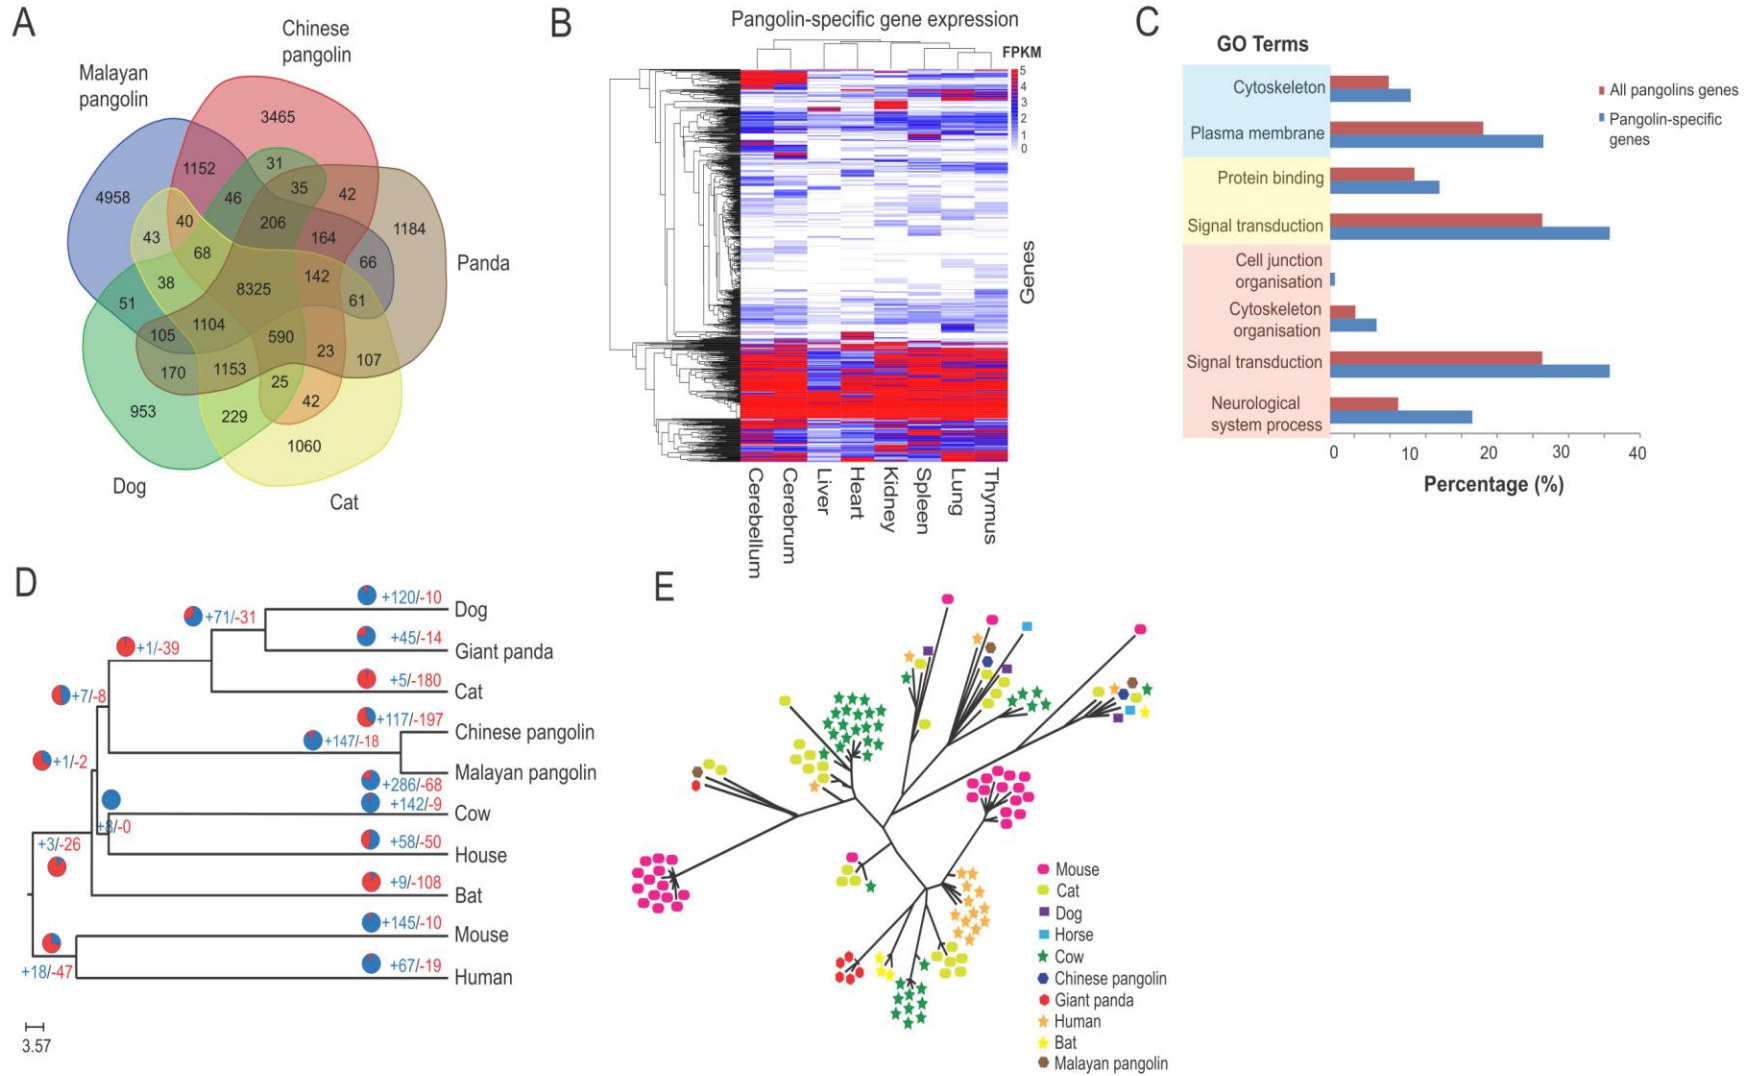 A
Chinese
pangolin
Malayan
pangolin
3465
1152
31
4958
46
35
42
40
206
1184
43
68
164
66
Panda
38
8325
142
51
61
105
1104
590
23
107
170
1153
25
953
229
42
1060
Dog
Cat
B
Pangolin-specific gene expression
FPKM
5
4
3
2
1
0
Genes
Cerebellum
Cerebrum
Liver
Heart
Kidney
Spleen
Lung
Thymus
C
GO Terms
Cytoskeleton
Plasma membrane
Protein binding
Signal transduction
Cell junction
organisation
Cytoskeleton
organisation
Signal transduction
Neurological
system process
All pangolins genes
Pangolin-specific
genes
0 10 20 30 40
Percentage (%)
D
+120/-10
Dog
+71/-31
+45/-14
Giant panda
+1/-39
+5/-180
Cat
+7/-8
+117/-197
Chinese pangolin
+147/-18
Malayan pangolin
+1/-2
+286/-68
+142/-9
Cow
+8/-0
+58/-50
House
+3/-26
+9/-108
Bat
+145/-10
Mouse
+67/-19
Human
+18/-47
3.57
E
Mouse
Cat
Dog
Horse
Cow
Chinese pangolin
Giant panda
Human
Bat
Malayan pangolin